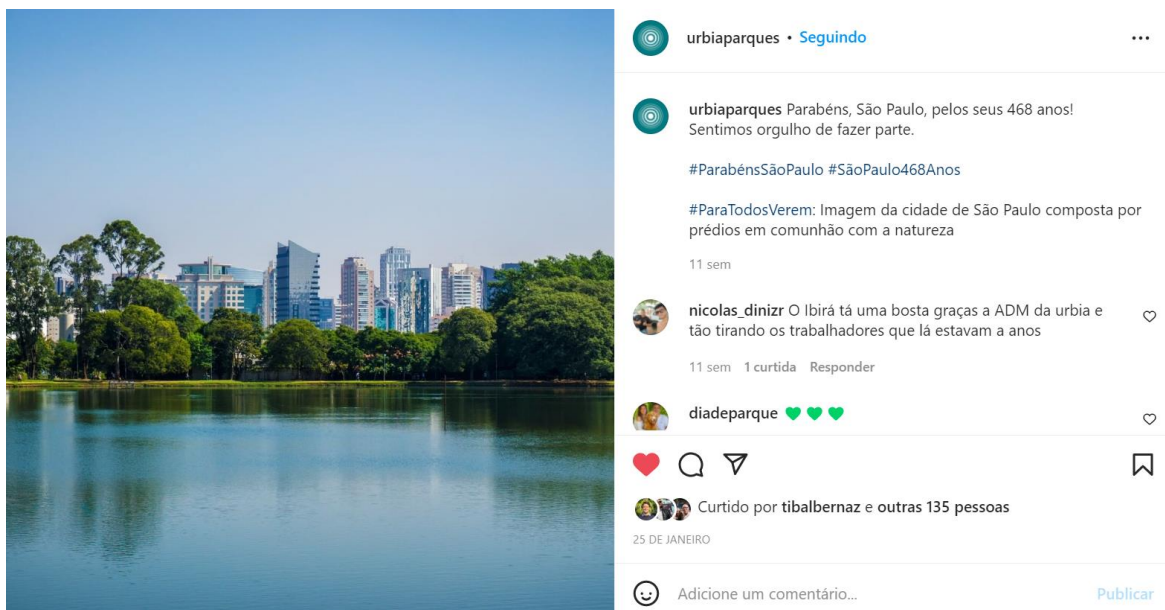 urbiaparques • Seguindo
urbiaparques Parabéns, São Paulo, pelos seus 468 anos!
Sentimos orgulho de fazer parte.
#ParabénsSãoPaulo #SãoPaulo468Anos
#ParaTodosVerem: Imagem da cidade de São Paulo composta por
prédios em comunhão com a natureza
11 sem
nicolas_dinizr O Ibirá tá uma bosta graças a ADM da urbia e
tão tirando os trabalhadores que lá estavam a anos
11 sem 1 curtida Responder
diadeparque 💚 💚 💚
Curtido por tibalbernaz e outras 135 pessoas
25 DE JANEIRO
Adicione um comentário... Publicar